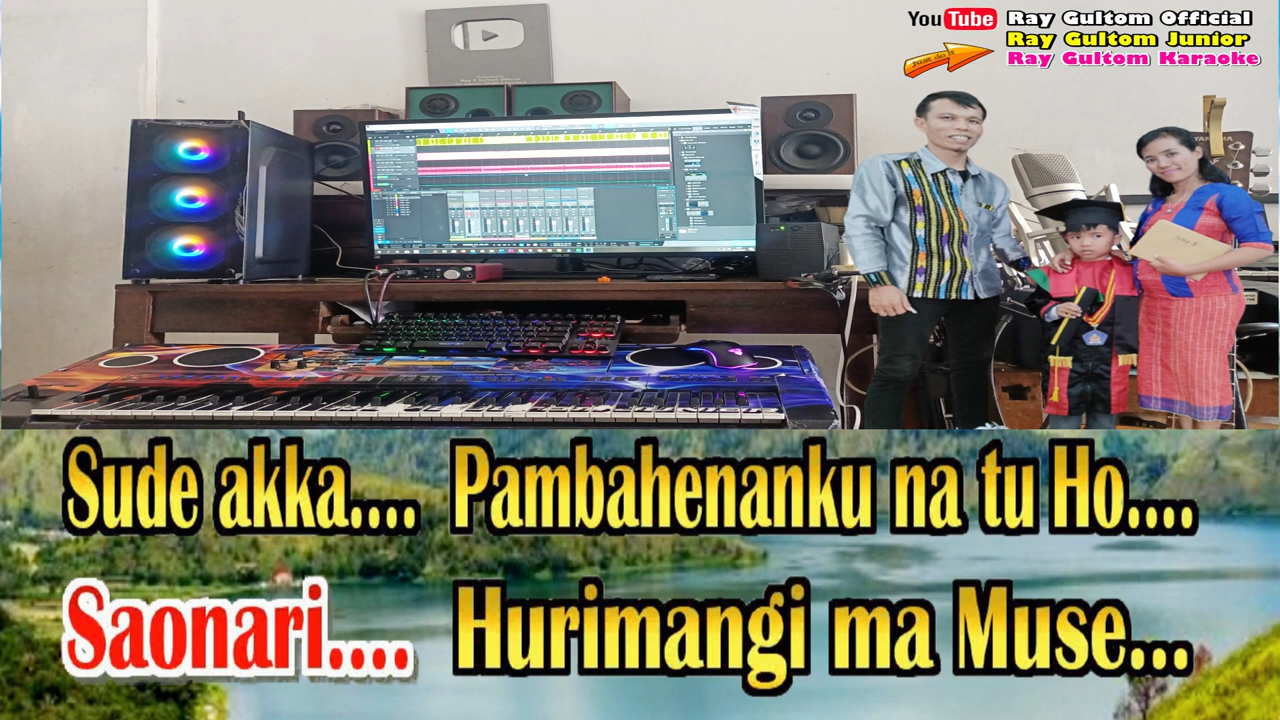 YouTube Ray Gultom Official
Ray Gultom Junior
Ray Gultom Karaoke
Sude akka.... Pambahenanku na tu Ho....
Saonari.... Hurimangi ma Muse...